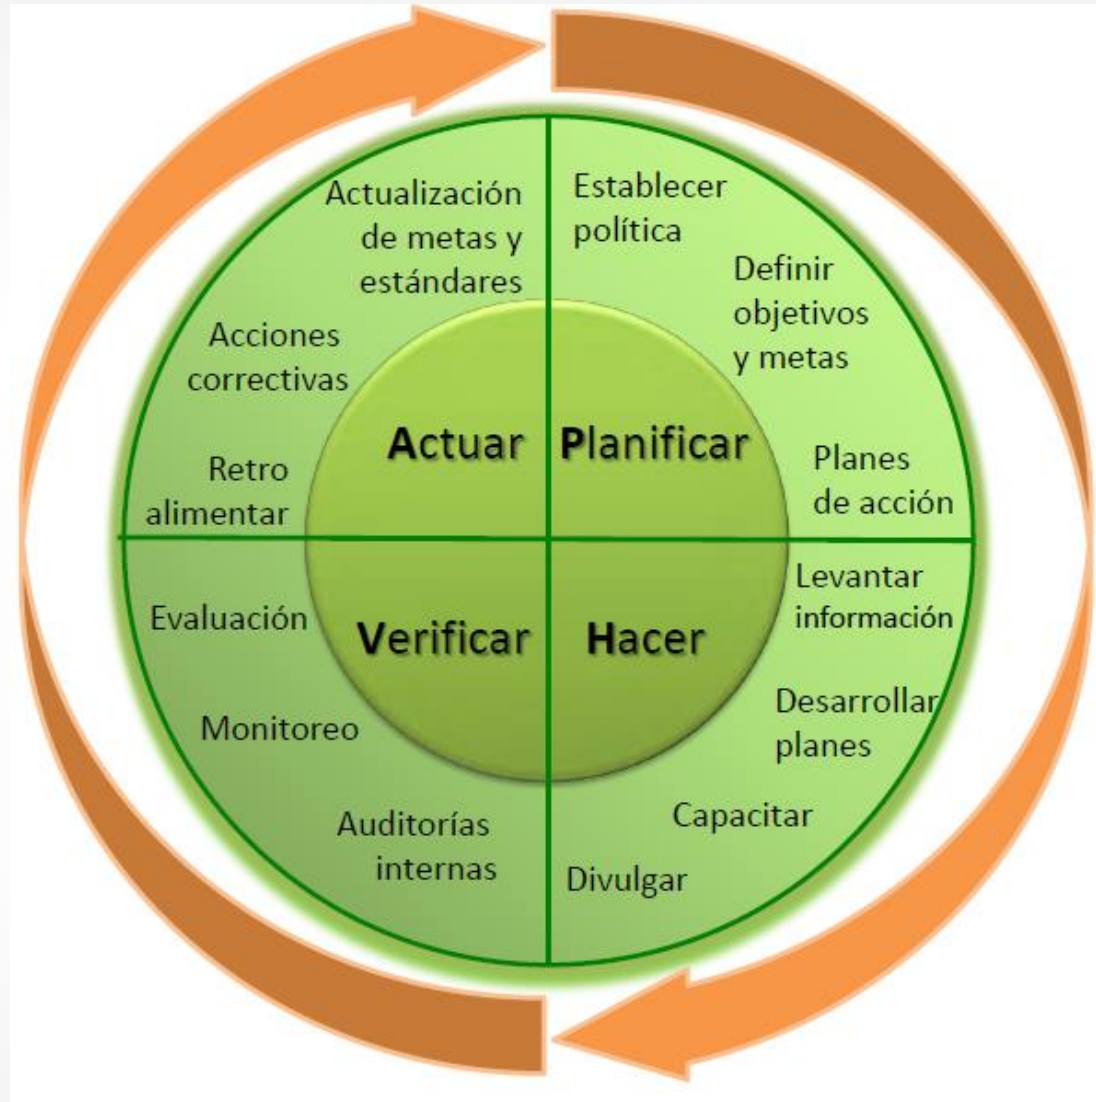 Establecer
política
Definir
objetivos
y metas
Planes
de acción
Planificar
Levantar
información
Desarrollar
planes
Capacitar
Divulgar
Hacer
Auditorías
internas
Monitoreo
Evaluación
Verificar
Retro
alimentar
Acciones
correctivas
Actualización
de metas y
estándares
Actuar